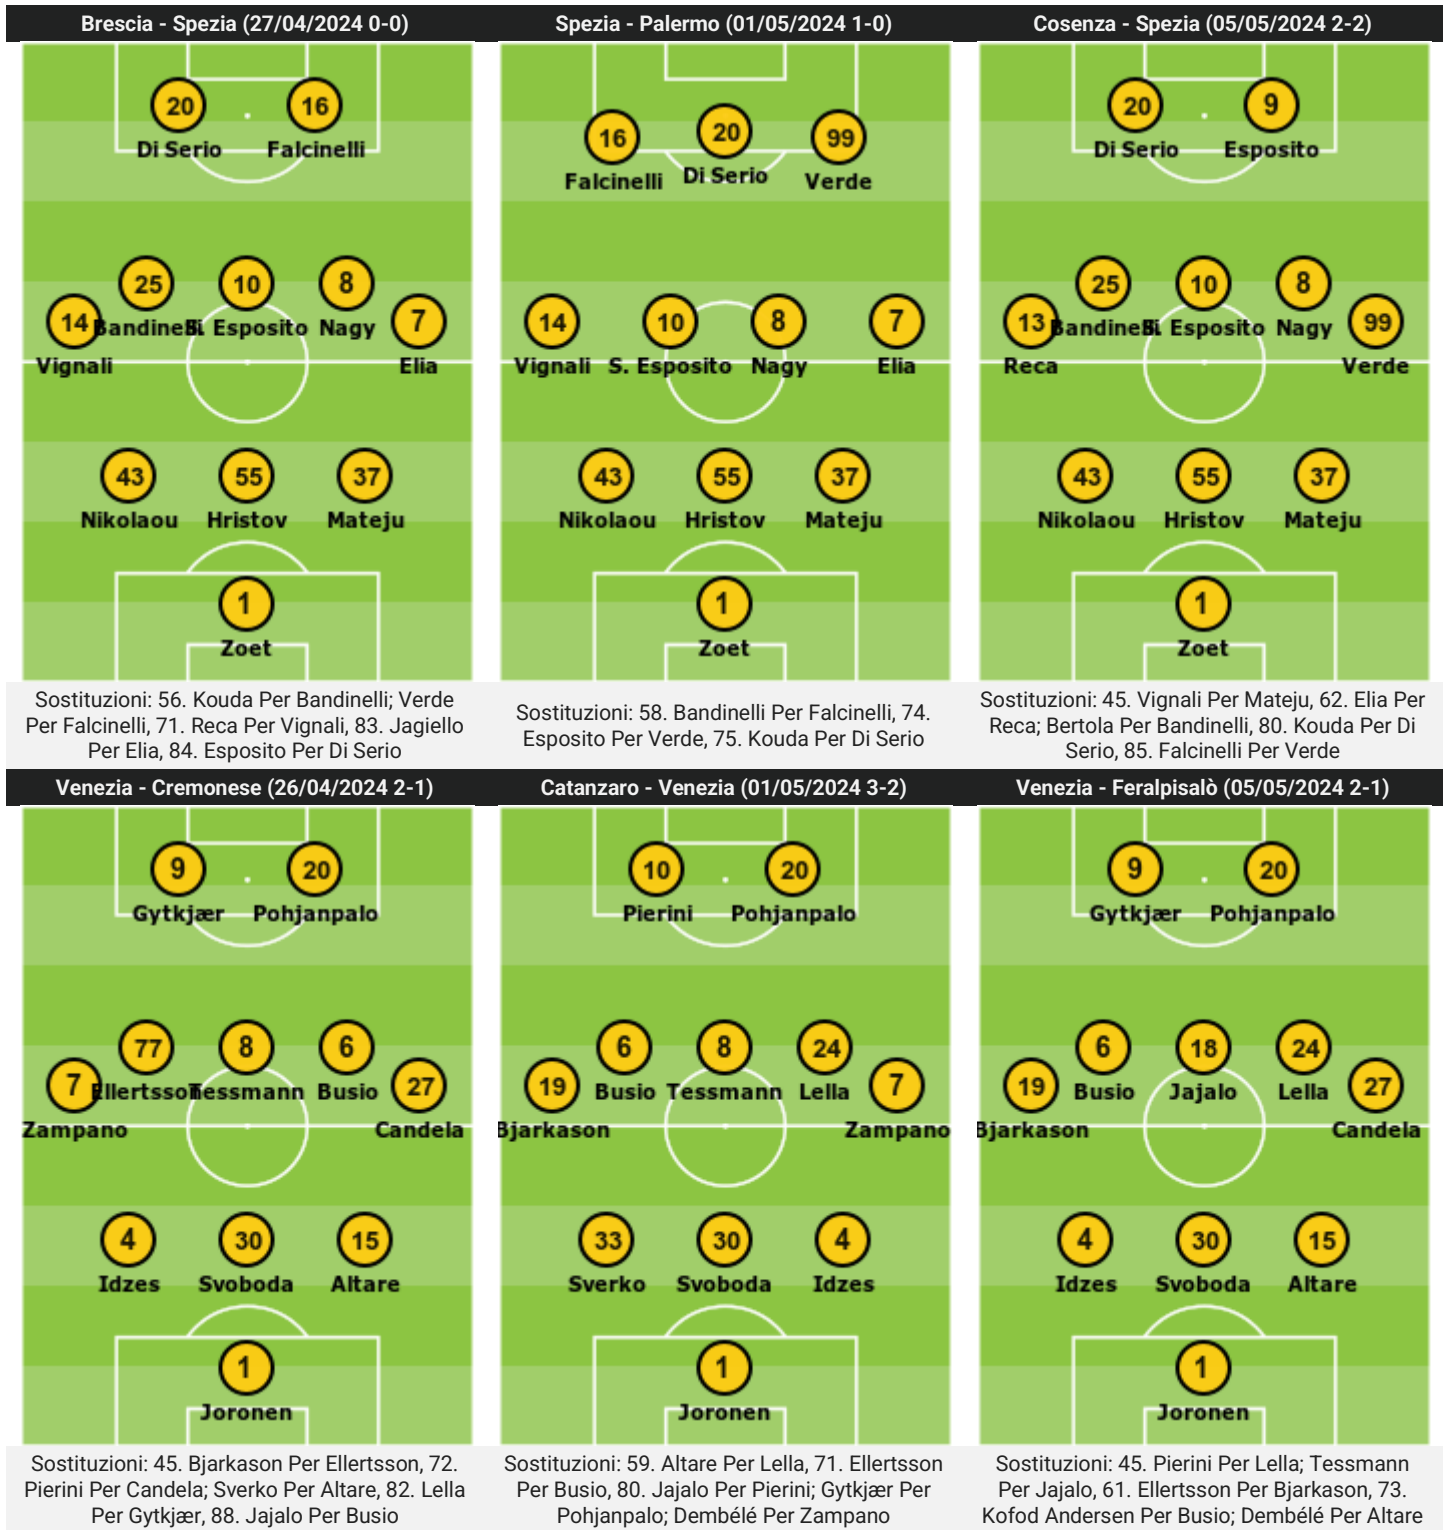 Brescia - Spezia (27/04/2024 0-0)
20 16
Di Serio Falcinelli
25 10 8
14 7
Bandinelli S. Esposito Nagy
Vignali Elia
43 55 37
Nikolaou Hristov Mateju
1
Zoet
Sostituzioni: 56. Kouda Per Bandinelli; Verde
Per Falcinelli, 71. Reca Per Vignali, 83. Jagiello
Per Elia, 84. Esposito Per Di Serio
Spezia - Palermo (01/05/2024 1-0)
16 20 99
Falcinelli Di Serio Verde
14 10 8 7
Vignali S. Esposito Nagy Elia
43 55 37
Nikolaou Hristov Mateju
1
Zoet
Sostituzioni: 58. Bandinelli Per Falcinelli, 74.
Esposito Per Verde, 75. Kouda Per Di Serio
Cosenza - Spezia (05/05/2024 2-2)
20 9
Di Serio Esposito
25 10 8
13 99
Bandinelli S. Esposito Nagy
Reca Verde
43 55 37
Nikolaou Hristov Mateju
1
Zoet
Sostituzioni: 45. Vignali Per Mateju, 62. Elia Per
Reca; Bertola Per Bandinelli, 80. Kouda Per Di
Serio, 85. Falcinelli Per Verde
Venezia - Cremonese (26/04/2024 2-1)
9 20
Gytkjær Pohjanpalo
77 8 6
7 27
Ellertsson Tessmann Busio
Zampano Candela
4 30 15
Idzes Svoboda Altare
1
Joronen
Sostituzioni: 45. Bjarkason Per Ellertsson, 72.
Pierini Per Candela; Sverko Per Altare, 82. Lella
Per Gytkjær, 88. Jajalo Per Busio
Catanzaro - Venezia (01/05/2024 3-2)
10 20
Pierini Pohjanpalo
6 8 24
19 7
Busio Tessmann Lella
Bjarkason Zampano
33 30 4
Sverko Svoboda Idzes
1
Joronen
Sostituzioni: 59. Altare Per Lella, 71. Ellertsson
Per Busio, 80. Jajalo Per Pierini; Gytkjær Per
Pohjanpalo; Dembélé Per Zampano
Venezia - Feralpisalò (05/05/2024 2-1)
9 20
Gytkjær Pohjanpalo
6 18 24
19 27
Busio Jajalo Lella
Bjarkason Candela
4 30 15
Idzes Svoboda Altare
1
Joronen
Sostituzioni: 45. Pierini Per Lella; Tessmann
Per Jajalo, 61. Ellertsson Per Bjarkason, 73.
Kofod Andersen Per Busio; Dembélé Per Altare